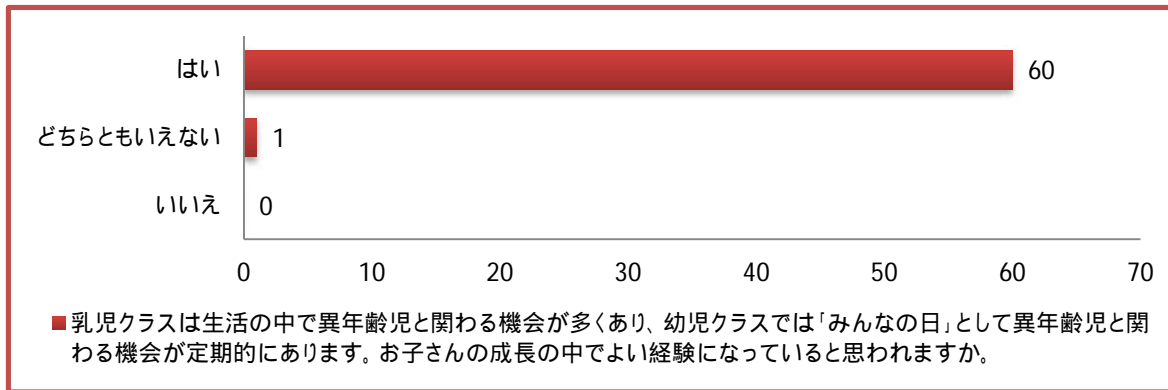 はい 60
どちらともいえない 1
いいえ 0
0 10 20 30 40 50 60 70
乳児クラスは生活の中で異年齢児と関わる機会が多くあり、幼児クラスでは「みんなの日」として異年齢児と関
わる機会が定期的にあります。お子さんの成長の中でよい経験になっていると思われますか。